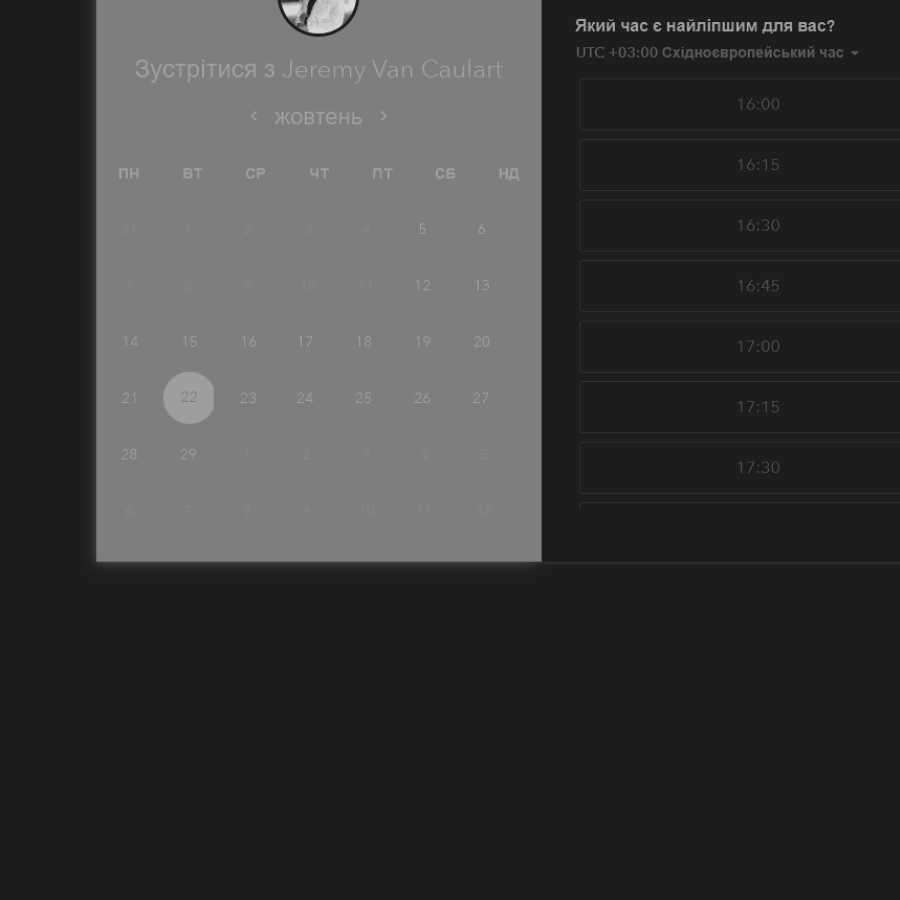 Зустрітися з Jeremy Van Caulart
жовтень
ПН ВТ СР ЧТ ПТ СБ НД
31 1 2 3 4 5 6
7 8 9 10 11 12 13
14 15 16 17 18 19 20
21 22 23 24 25 26 27
28 29 1 2 3 4 5
6 7 8 9 10 11 12
Який час є найліпшим для вас?
UTC +03:00 Східноєвропейський час
16:00
16:15
16:30
16:45
17:00
17:15
17:30